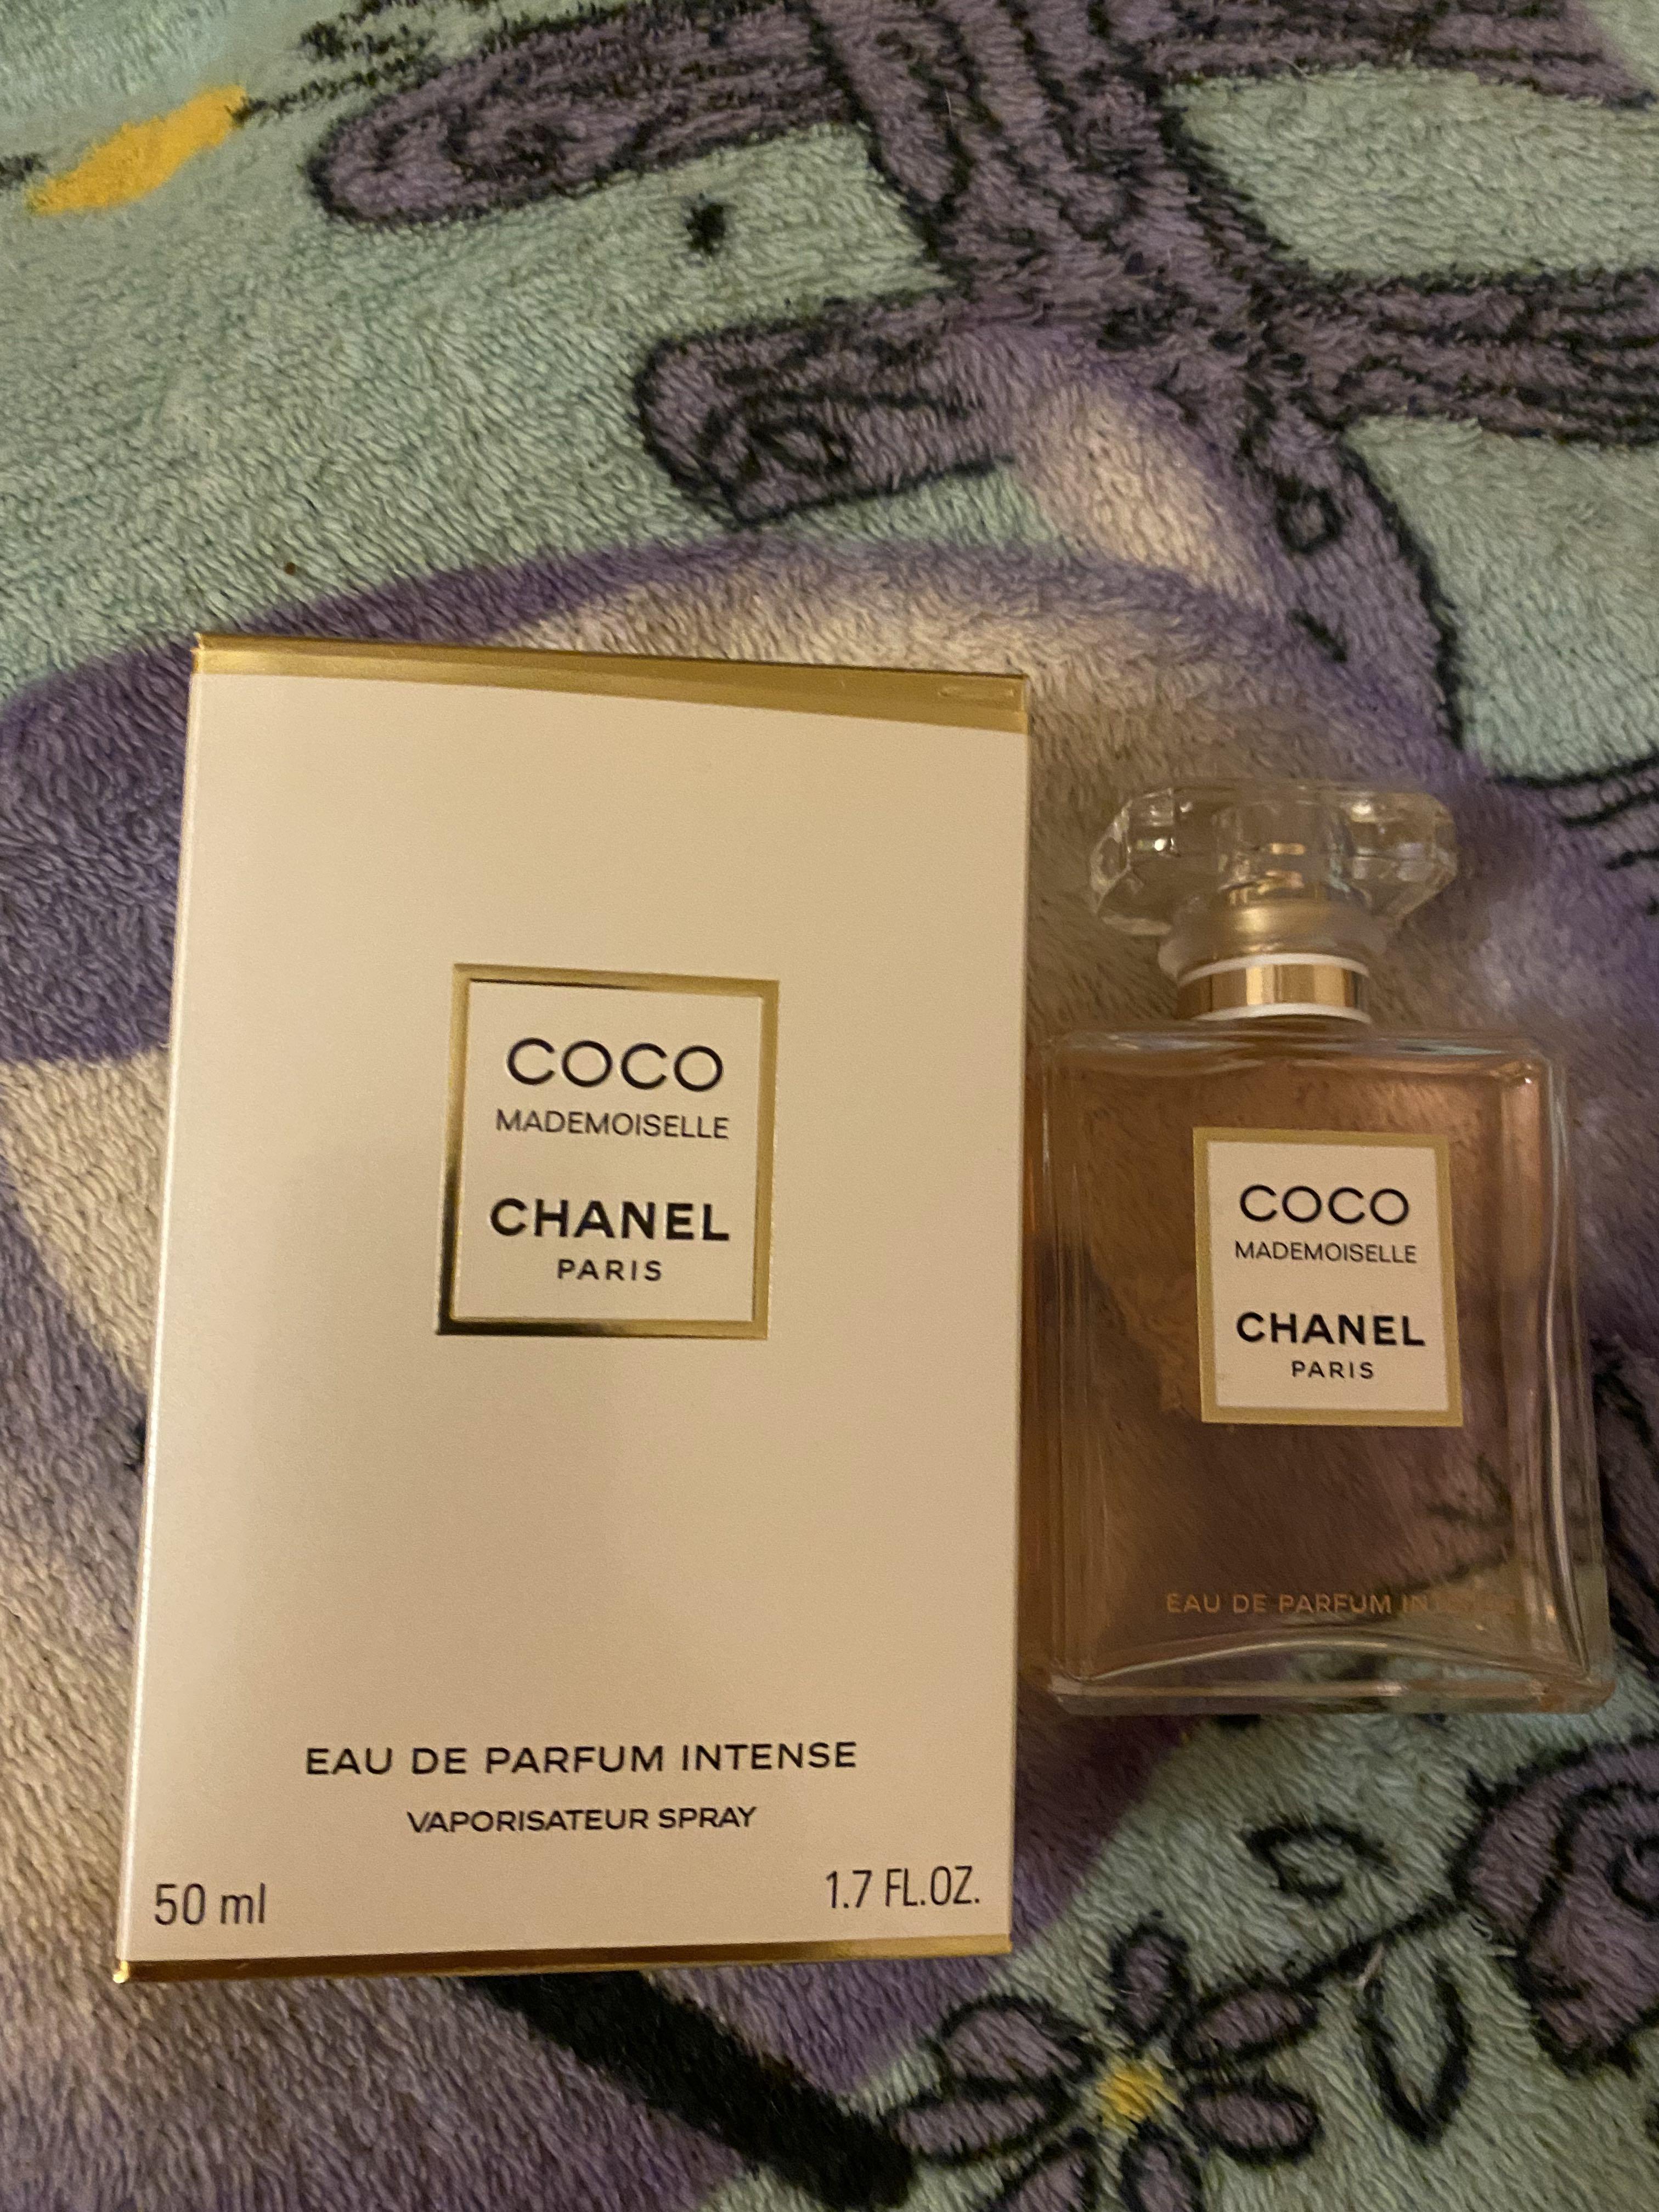 COCO
MADEMOISELLE
CHANEL
PARIS
EAU DE PARFUM INTENSE
VAPORISATEUR SPRAY
50 ml
1.7 FL.OZ.
COCO
MADEMOISELLE
CHANEL
PARIS
EAU DE PARFUM INTENSE